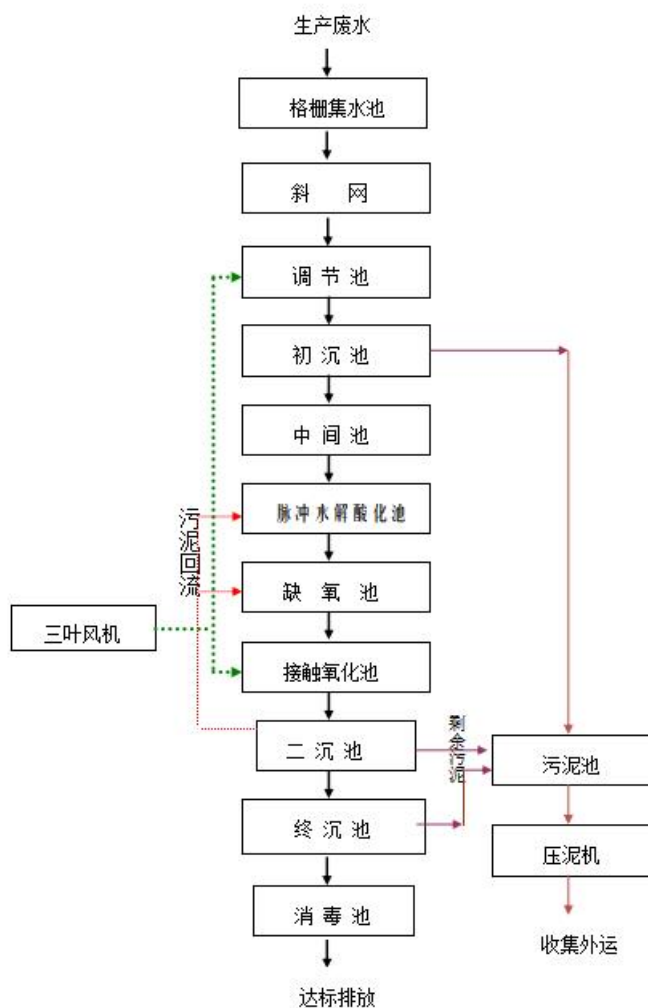 生产废水
格栅集水池
斜 网
调 节 池
初 沉 池
中 间 池
脉冲水解酸化池
污泥回流
缺 氧 池
三叶风机
接触氧化池
二 沉 池
剩余污泥
污泥池
终 沉 池
压泥机
消 毒 池
收集外运
达标排放